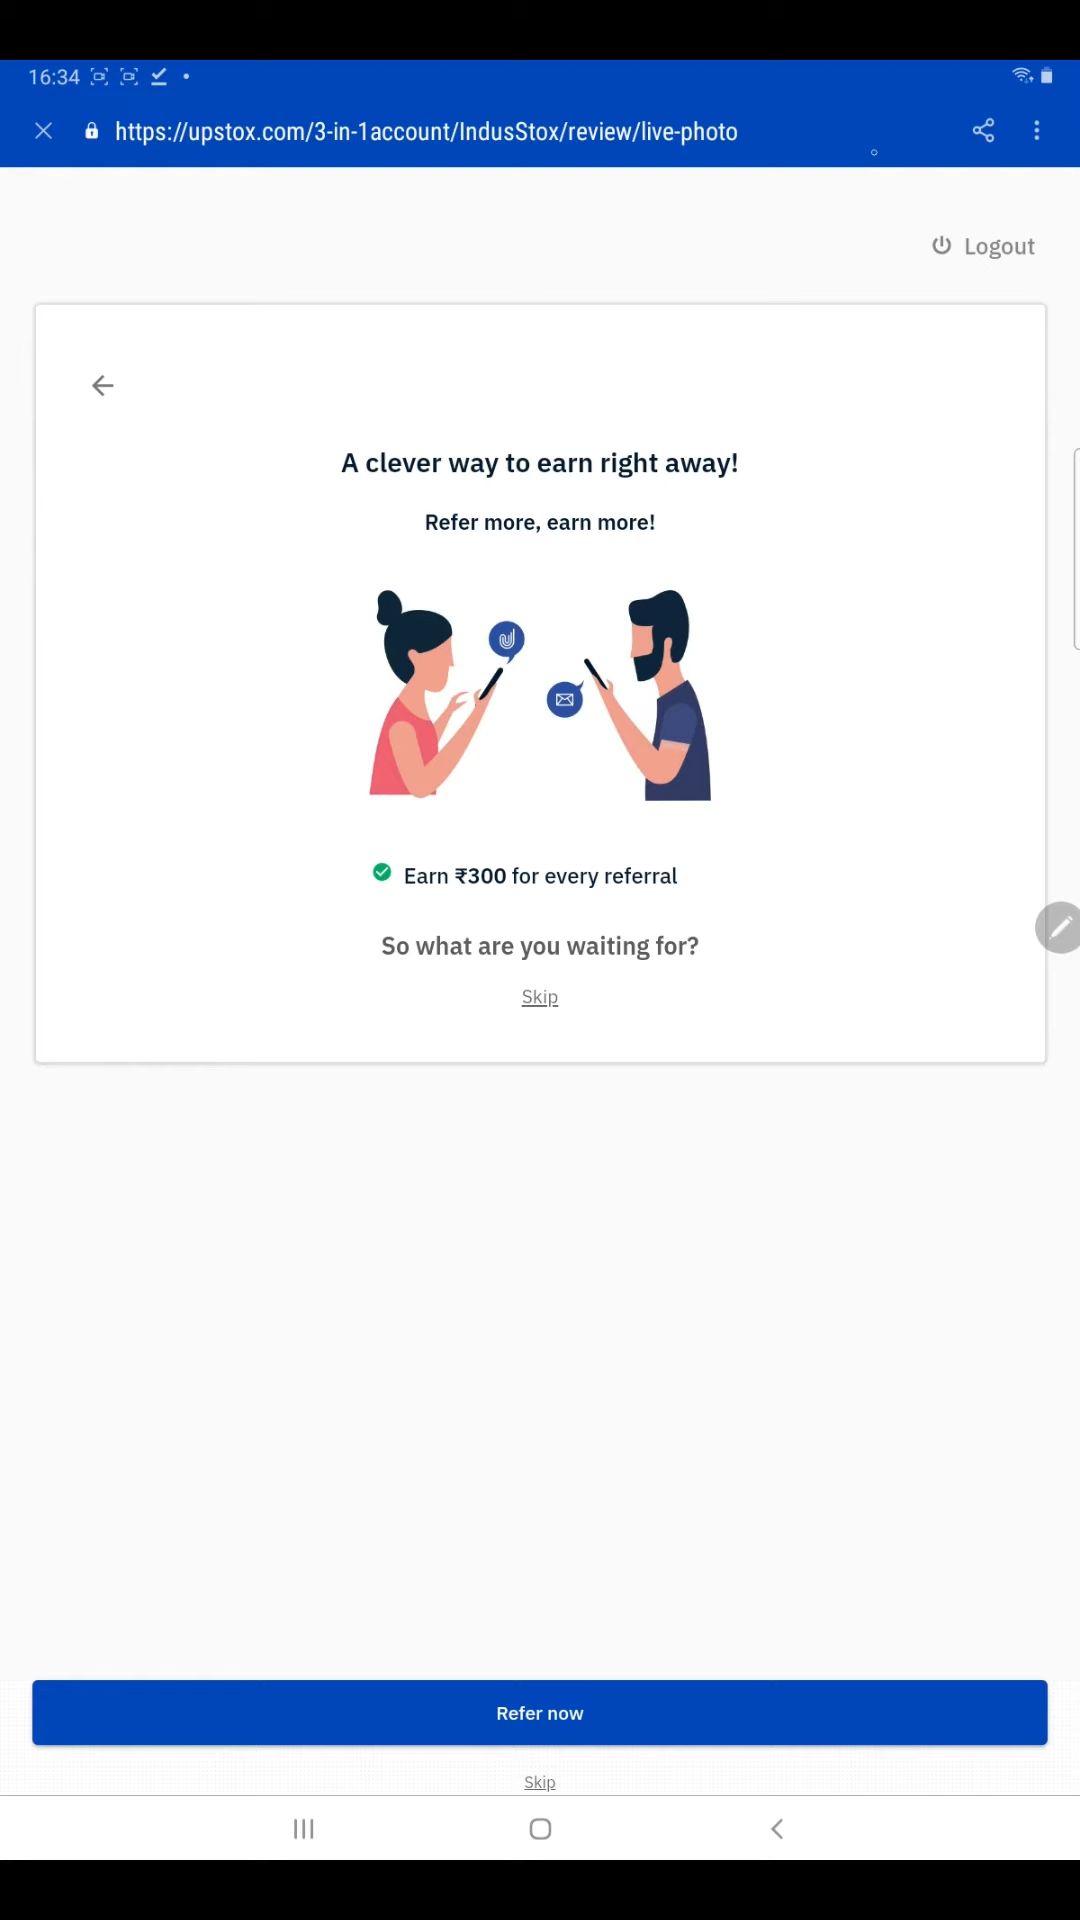 16:34
https://upstox.com/3-in-1account/IndusStox/review/live-photo
Logout
A clever way to earn right away!
Refer more, earn more!
Earn ₹300 for every referral
So what are you waiting for?
Skip
Refer now
Skip